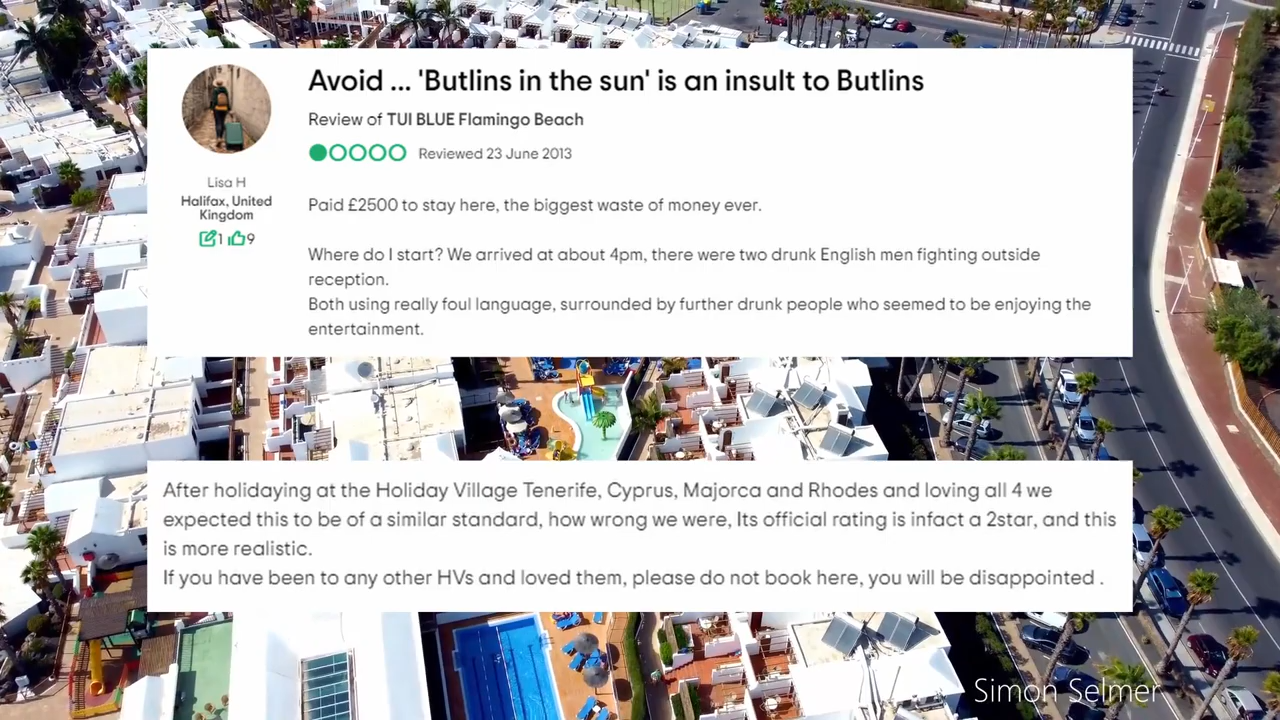 Avoid ... 'Butlins in the sun' is an insult to Butlins
Review of TUI BLUE Flamingo Beach
Reviewed 23 June 2013
Lisa H
Halifax, United
Kingdom
1 9
Paid £2500 to stay here, the biggest waste of money ever.
Where do I start? We arrived at about 4pm, there were two drunk English men fighting outside
reception.
Both using really foul language, surrounded by further drunk people who seemed to be enjoying the
entertainment.
After holidaying at the Holiday Village Tenerife, Cyprus, Majorca and Rhodes and loving all 4 we
expected this to be of a similar standard, how wrong we were, Its official rating is infact a 2star, and this
is more realistic.
If you have been to any other HVs and loved them, please do not book here, you will be disappointed .
Simon Selmer